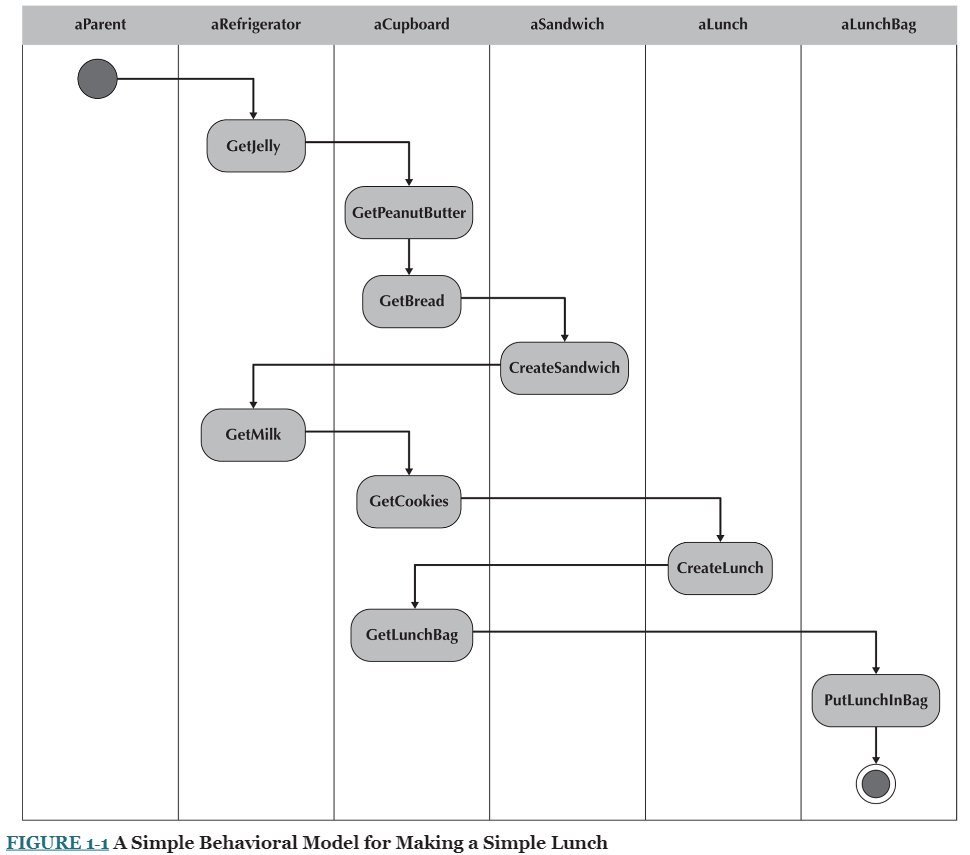 aParent aRefrigerator aCupboard aSandwich aLunch aLunchBag
GetJelly
GetPeanutButter
GetBread
CreateSandwich
GetMilk
GetCookies
CreateLunch
GetLunchBag
PutLunchInBag
FIGURE 1-1 A Simple Behavioral Model for Making a Simple Lunch